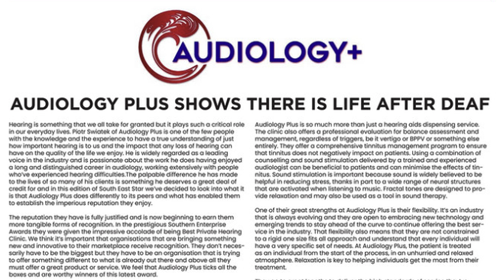 AUDIOLOGY+
AUDIOLOGY PLUS SHOWS THERE IS LIFE AFTER DEAF
Hearing is something that we all take for granted but it plays such a critical role
in our everyday lives. Piotr Swiatek of Audiology Plus is one of the few people
with the knowledge and the experience to have a true understanding of just
how important hearing is to us and the impact that any loss of hearing can
have on the quality of the life we enjoy. He is widely regarded as a leading
voice in the industry and is passionate about the work he does having enjoyed
a long and distinguished career in audiology, working extensively with people
who've experienced hearing difficulties.The palpable difference he has made
to the lives of so many of his clients is something he deserves a great deal of
credit for and in this edition of South East Star we've decided to look into what it
is that Audiology Plus does differently to its peers and what has enabled them
to establish the imperious reputation they enjoy.
The reputation they have is fully justified and is now beginning to earn them
more tangible forms of recognition. In the prestigious Southern Enterprise
Awards they were given the impressive accolade of being Best Private Hearing
Clinic. We think it's important that organisations that are bringing something
new and innovative to their marketplace receive recognition. They don't neces-
sarily have to be the biggest but they have to be an organisation that is trying
to offer something different to what is already out there and above all they
must offer a great product or service. We feel that Audiology Plus ticks all the
boxes and are worthy winners of this latest award.
Audiology Plus is so much more than just a hearing aids dispensing service.
The clinic also offers a professional evaluation for balance assessment and
management, regardless of triggers, be it vertigo or BPPV or something else
entirely. They offer a comprehensive tinnitus management program to ensure
that tinnitus does not negatively impact on patients. Using a combination of
counselling and sound stimulation delivered by a trained and experienced
audiologist can be beneficial to patients and can minimise the effects of tin-
nitus. Sound stimulation is important because sound is widely believed to be
helpful in reducing stress, thanks in part to a wide range of neural structures
that are activated when listening to music. Fractal tones are designed to pro-
vide relaxation and may also be used as a tool in sound therapy.
One of their great strengths at Audiology Plus is their flexibility. It's an industry
that is always evolving and they are open to embracing new technology and
emerging trends to stay ahead of the curve to continue offering the best ser-
vice in the industry. That flexibility also means that they are not constrained
to a rigid one size fits all approach and understand that every individual will
have a very specific set of needs. At Audiology Plus, the patient is treated
as an individual from the start of the process, in an unhurried and relaxed
atmosphere. Relaxation is key to helping individuals get the most from their
treatment.